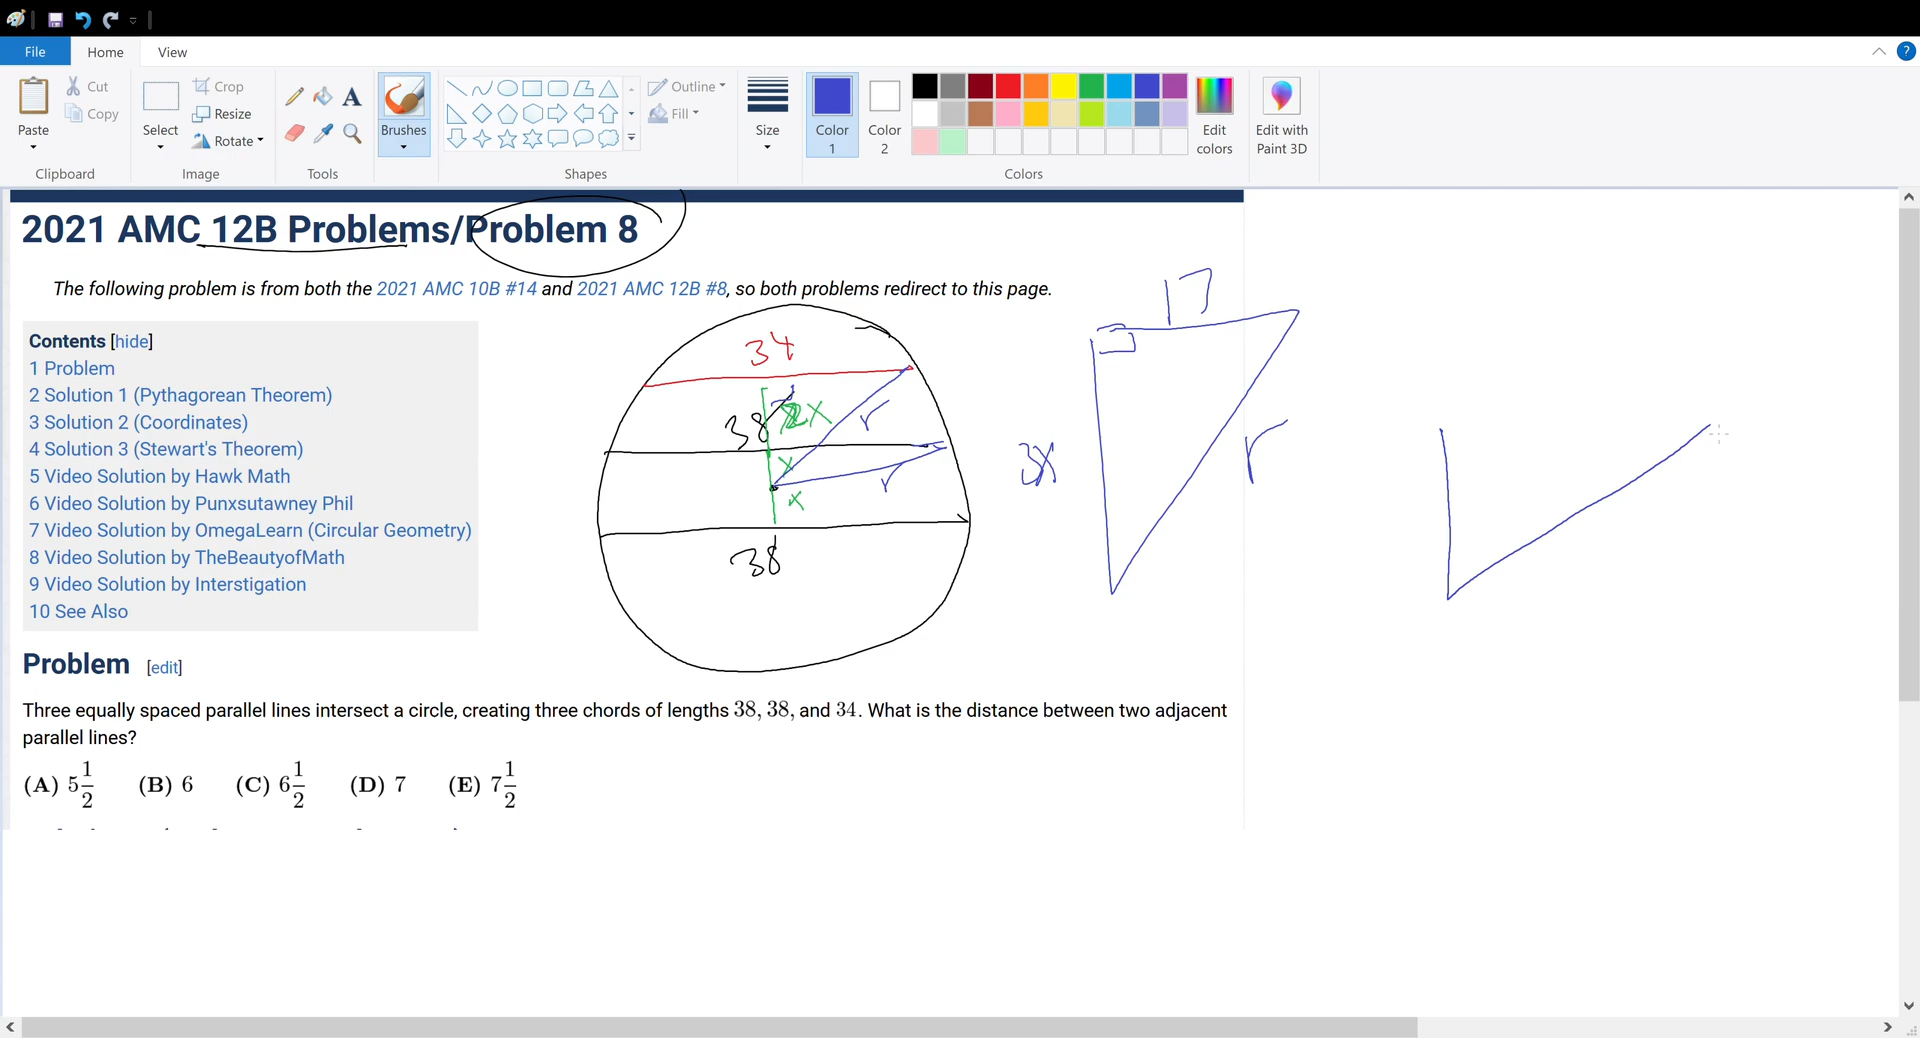 File Home View
Cut
Copy
Paste
Clipboard
Select
Crop
Resize
Rotate
Image
A
Tools
Brushes
Shapes
Outline
Fill
Size
Color 1
Color 2
Edit colors
Edit with Paint 3D
Colors
?
2021 AMC 12B Problems/Problem 8
The following problem is from both the 2021 AMC 10B #14 and 2021 AMC 12B #8, so both problems redirect to this page.
Contents [hide]
1 Problem
2 Solution 1 (Pythagorean Theorem)
3 Solution 2 (Coordinates)
4 Solution 3 (Stewart's Theorem)
5 Video Solution by Hawk Math
6 Video Solution by Punxsutawney Phil
7 Video Solution by OmegaLearn (Circular Geometry)
8 Video Solution by TheBeautyofMath
9 Video Solution by Interstigation
10 See Also
34
38 2x
r
x
r
x
38
17
3x
r
Problem [edit]
Three equally spaced parallel lines intersect a circle, creating three chords of lengths 38, 38, and 34. What is the distance between two adjacent
parallel lines?
(A) 5 1/2 (B) 6 (C) 6 1/2 (D) 7 (E) 7 1/2